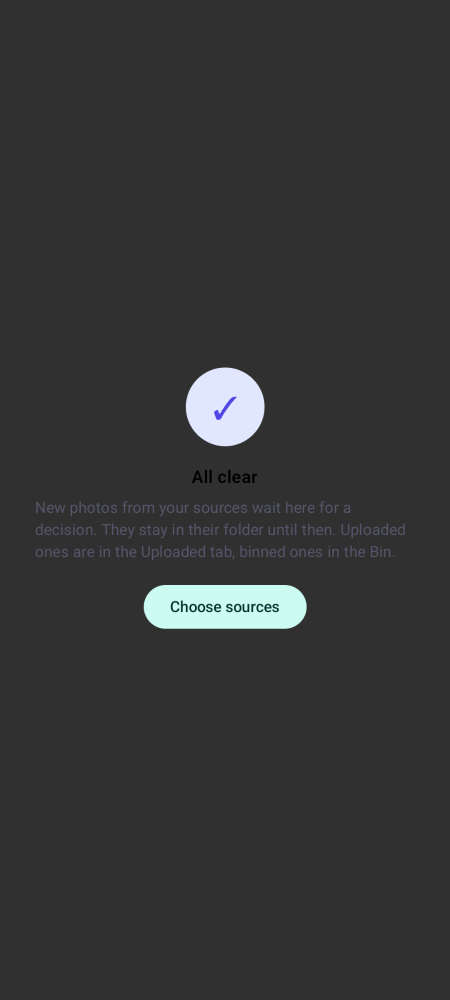 ✓
All clear
New photos from your sources wait here for a
decision. They stay in their folder until then. Uploaded
ones are in the Uploaded tab, binned ones in the Bin.
Choose sources